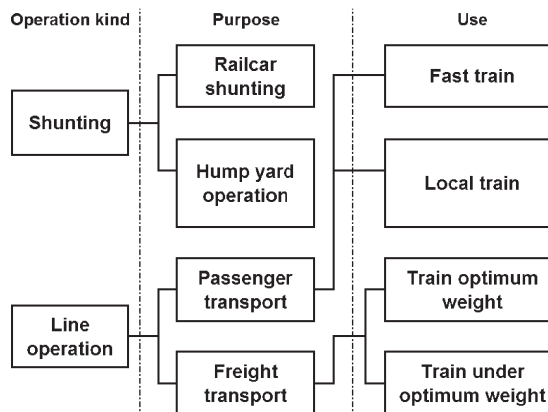 Operation kind
Purpose
Use
Railcar
shunting
Fast train
Shunting
Hump yard
operation
Local train
Passenger
transport
Train optimum
weight
Line
operation
Freight
transport
Train under
optimum weight